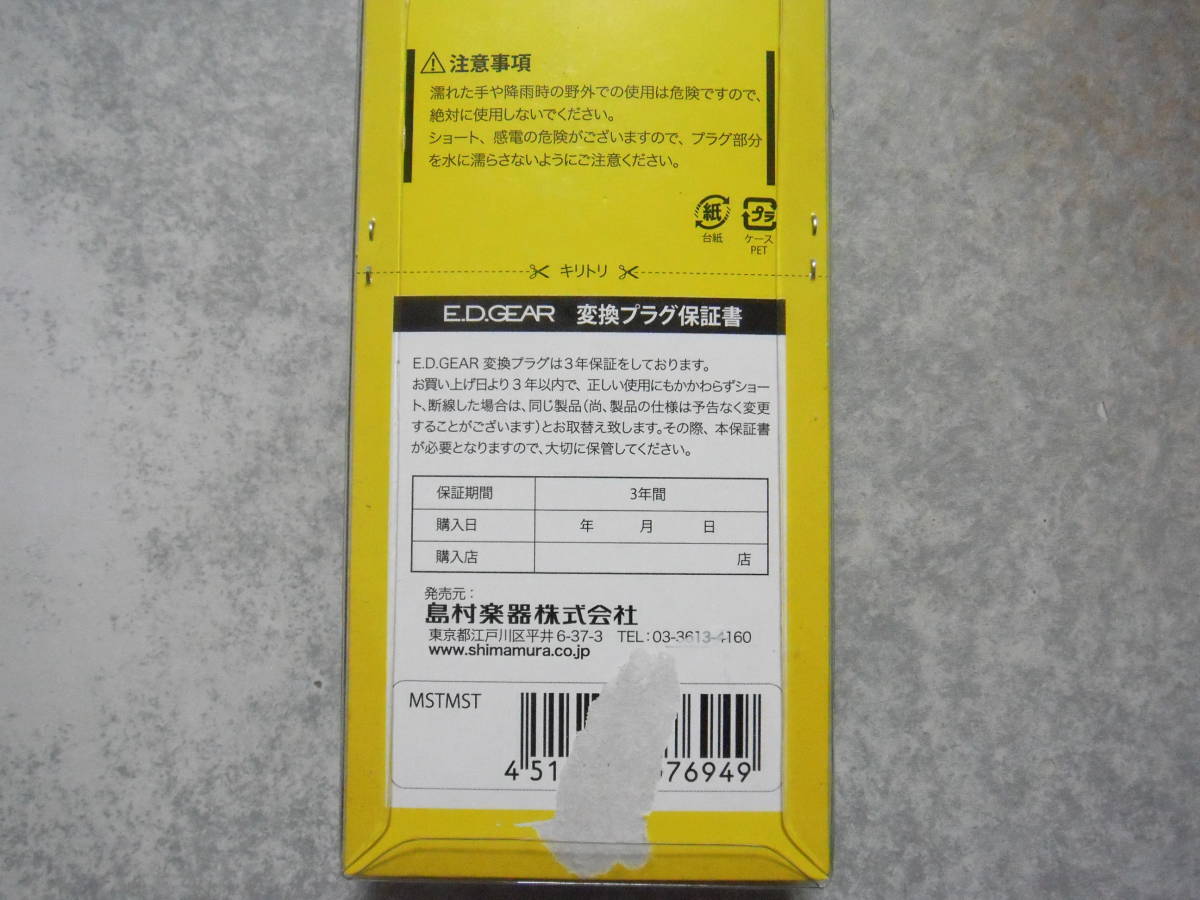 注意事項
濡れた手や降雨時の野外での使用は危険ですので、
絶対に使用しないでください。
ショート、感電の危険がございますので、プラグ部分
を水に濡らさないようにご注意ください。
紙 プラ
台紙 ケース
PET
キリトリ
E.D.GEAR 変換プラグ保証書
E.D.GEAR 変換プラグは3年保証をしております。
お買い上げ日より3年以内で、正しい使用にもかかわらずショー
ト、断線した場合は、同じ製品(尚、製品の仕様は予告なく変更
することがございます)とお取替え致します。その際、本保証書
が必要となりますので、大切に保管してください。
保証期間 3年間
購入日 年 月 日
購入店 店
発売元:
島村楽器株式会社
東京都江戸川区平井6-37-3 TEL:03-3613-4160
www.shimamura.co.jp
MSTMST
4 51 76949